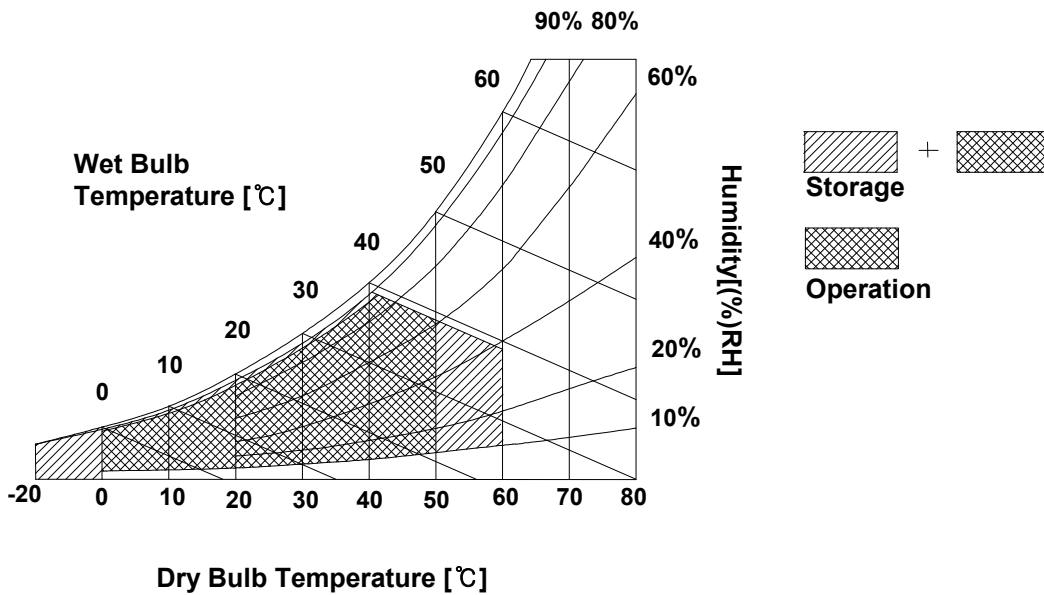 90% 80%
60
60%
Wet Bulb
Temperature [℃]
50
+
Storage
40
40%
Humidity[(%)RH]
30
Operation
20
20%
10
0
10%
-20 0 10 20 30 40 50 60 70 80
Dry Bulb Temperature [℃]